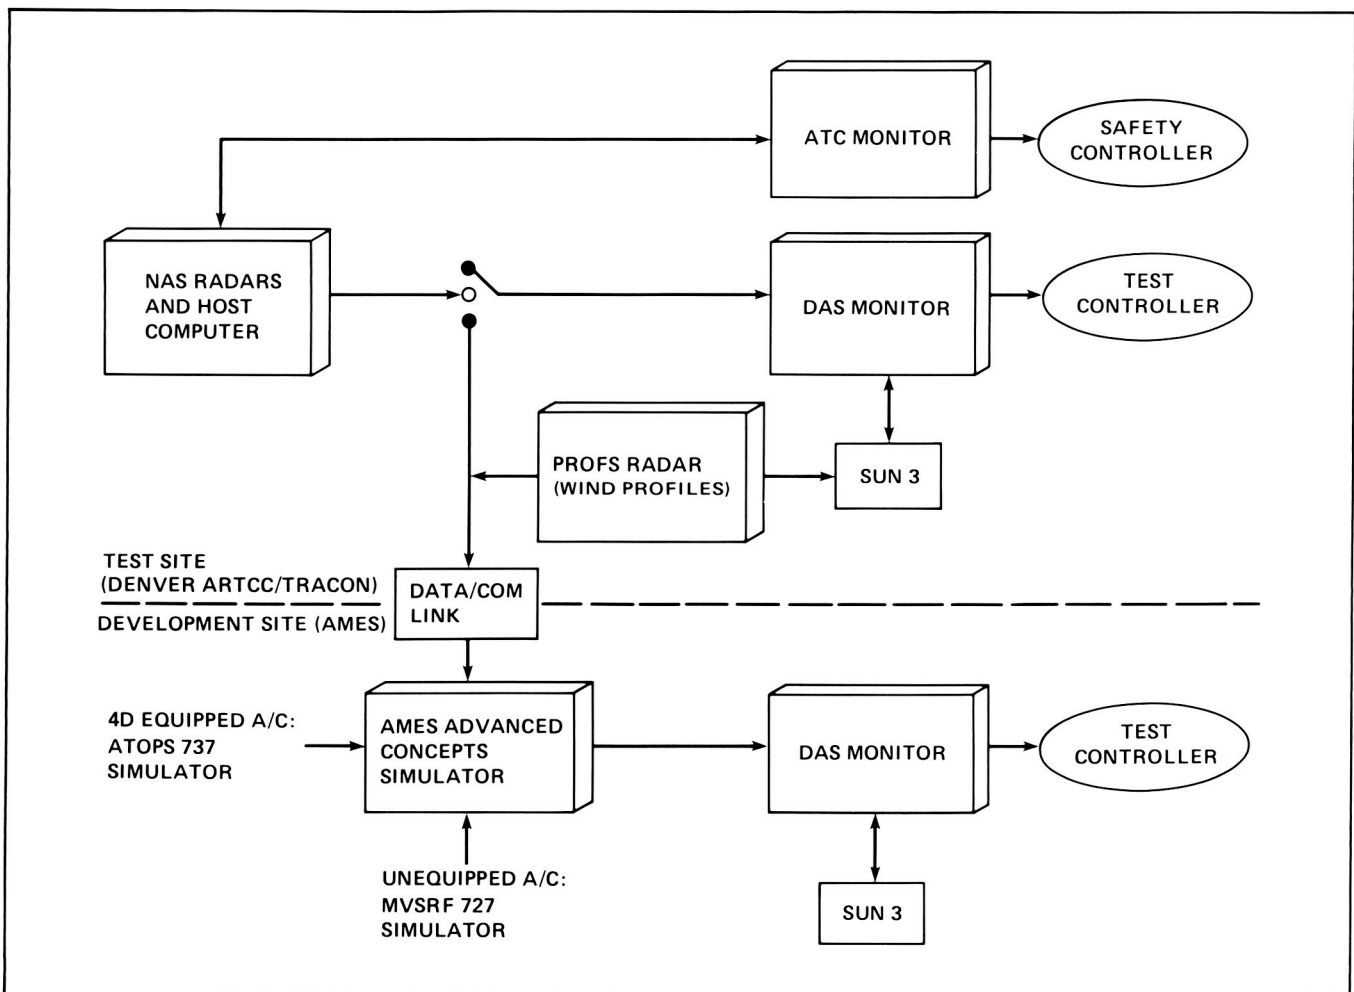 ATC MONITOR
SAFETY
CONTROLLER
NAS RADARS
AND HOST
COMPUTER
DAS MONITOR
TEST
CONTROLLER
PROFS RADAR
(WIND PROFILES)
SUN 3
TEST SITE
(DENVER ARTCC/TRACON)
DATA/COM
LINK
DEVELOPMENT SITE (AMES)
4D EQUIPPED A/C:
ATOPS 737
SIMULATOR
AMES ADVANCED
CONCEPTS
SIMULATOR
DAS MONITOR
TEST
CONTROLLER
UNEQUIPPED A/C:
MVSRF 727
SIMULATOR
SUN 3